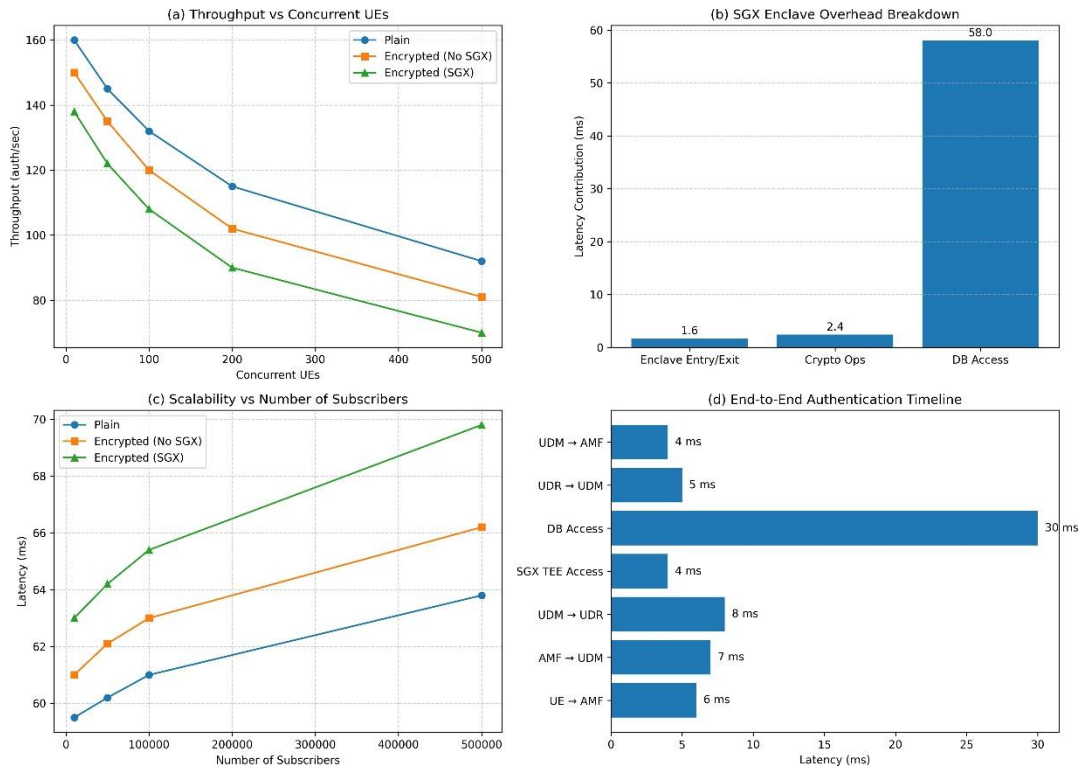 (a) Throughput vs Concurrent UEs
Throughput (auth/sec)
160
140
120
100
80
Plain
Encrypted (No SGX)
Encrypted (SGX)
0 100 200 300 400 500
Concurrent UEs
(b) SGX Enclave Overhead Breakdown
Latency Contribution (ms)
60
50
40
30
20
10
0
1.6
2.4
58.0
Enclave Entry/Exit Crypto Ops DB Access
(c) Scalability vs Number of Subscribers
Latency (ms)
70
68
66
64
62
60
Plain
Encrypted (No SGX)
Encrypted (SGX)
0 100000 200000 300000 400000 500000
Number of Subscribers
(d) End-to-End Authentication Timeline
UDM → AMF 4 ms
UDR → UDM 5 ms
DB Access 30 ms
SGX TEE Access 4 ms
UDM → UDR 8 ms
AMF → UDM 7 ms
UE → AMF 6 ms
0 5 10 15 20 25 30
Latency (ms)